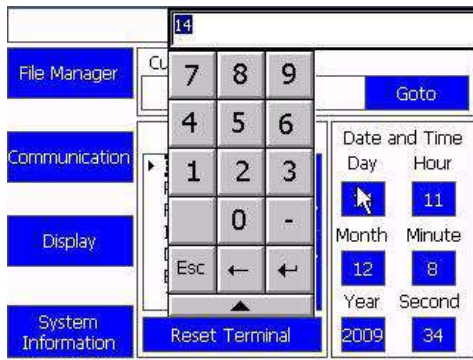 14
File Manager
Cu
7 8 9
Goto
4 5 6
Date and Time
Communication
Day Hour
1 2 3
11
0 -
Month Minute
Display
Esc ← ↵
12 8
Year Second
System
Information
Reset Terminal
2009 34